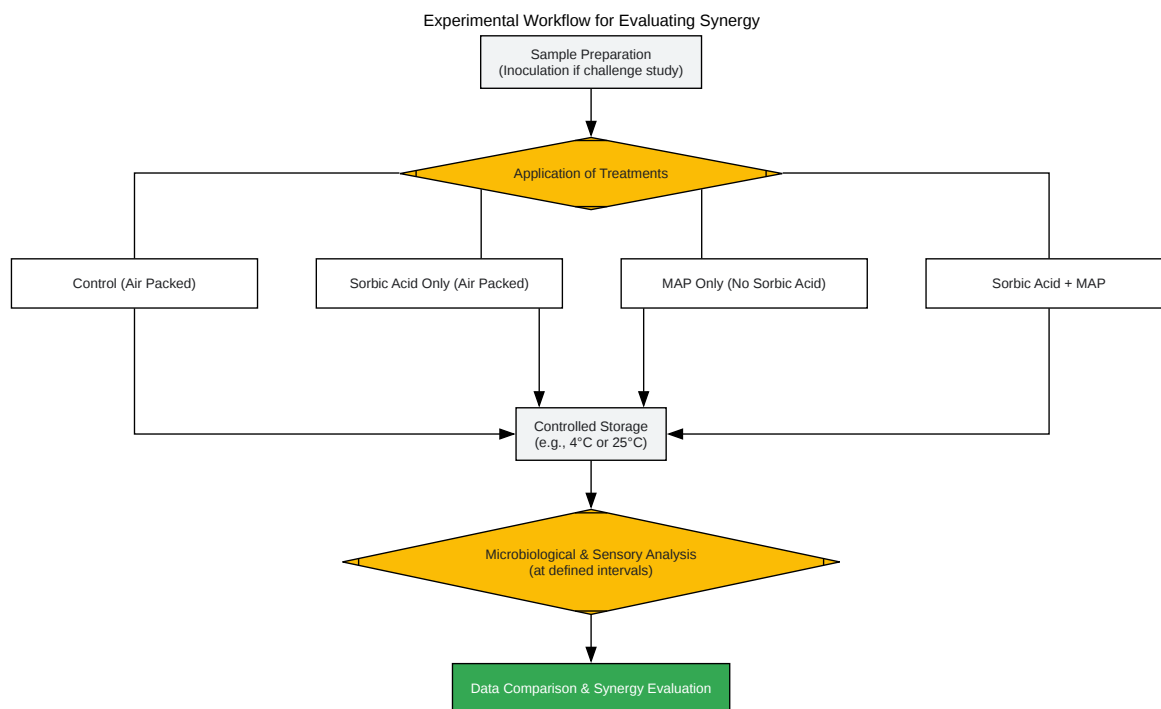 Experimental Workflow for Evaluating Synergy
Sample Preparation
(Inoculation if challenge study)
Application of Treatments
Control (Air Packed)
Sorbic Acid Only (Air Packed)
MAP Only (No Sorbic Acid)
Sorbic Acid + MAP
Controlled Storage
(e.g., 4°C or 25°C)
Microbiological & Sensory Analysis
(at defined intervals)
Data Comparison & Synergy Evaluation